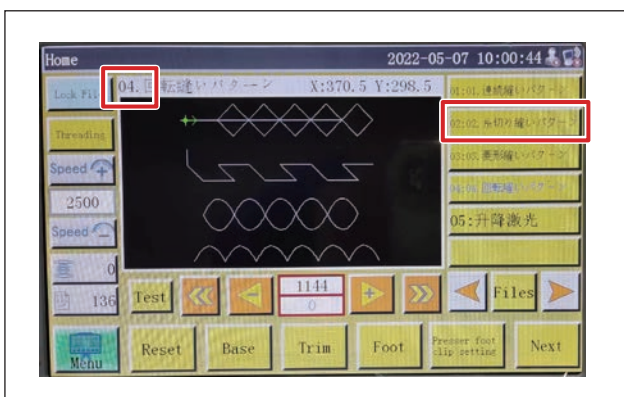 Home 2022-05-07 10:00:44
Lock File 04.回転縫いパターン X:370.5 Y:298.5 01:01.連続縫いパターン
Threading 02:02.糸切り縫いパターン
03:03.菱形縫いパターン
Speed
04:04.回転縫いパターン
2500
05:升降激光
Speed
0
1144
136 Test 0 Files
Menu Reset Base Trim Foot Presser foot clip setting Next